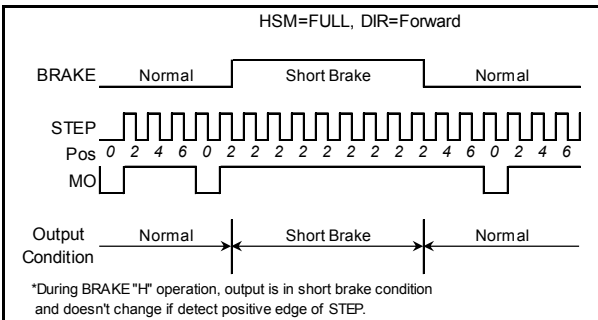 HSM=FULL, DIR=Forward
BRAKE Normal Short Brake Normal
STEP
Pos 0 2 4 6 0 2 2 2 2 2 2 2 2 2 4 6 0 2 4 6
MO
Output Condition Normal Short Brake Normal
*During BRAKE "H" operation, output is in short brake condition
and doesn't change if detect positive edge of STEP.